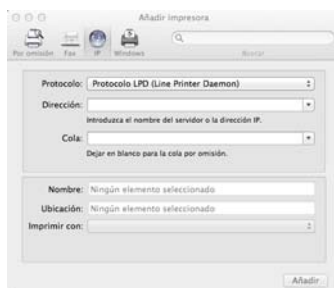 Añadir impresora
Por omisión Fax IP Windows Buscar
Protocolo: Protocolo LPD (Line Printer Daemon)
Dirección:
Introduzca el nombre del servidor o la dirección IP.
Cola:
Dejar en blanco para la cola por omisión.
Nombre: Ningún elemento seleccionado
Ubicación: Ningún elemento seleccionado
Imprimir con:
Añadir